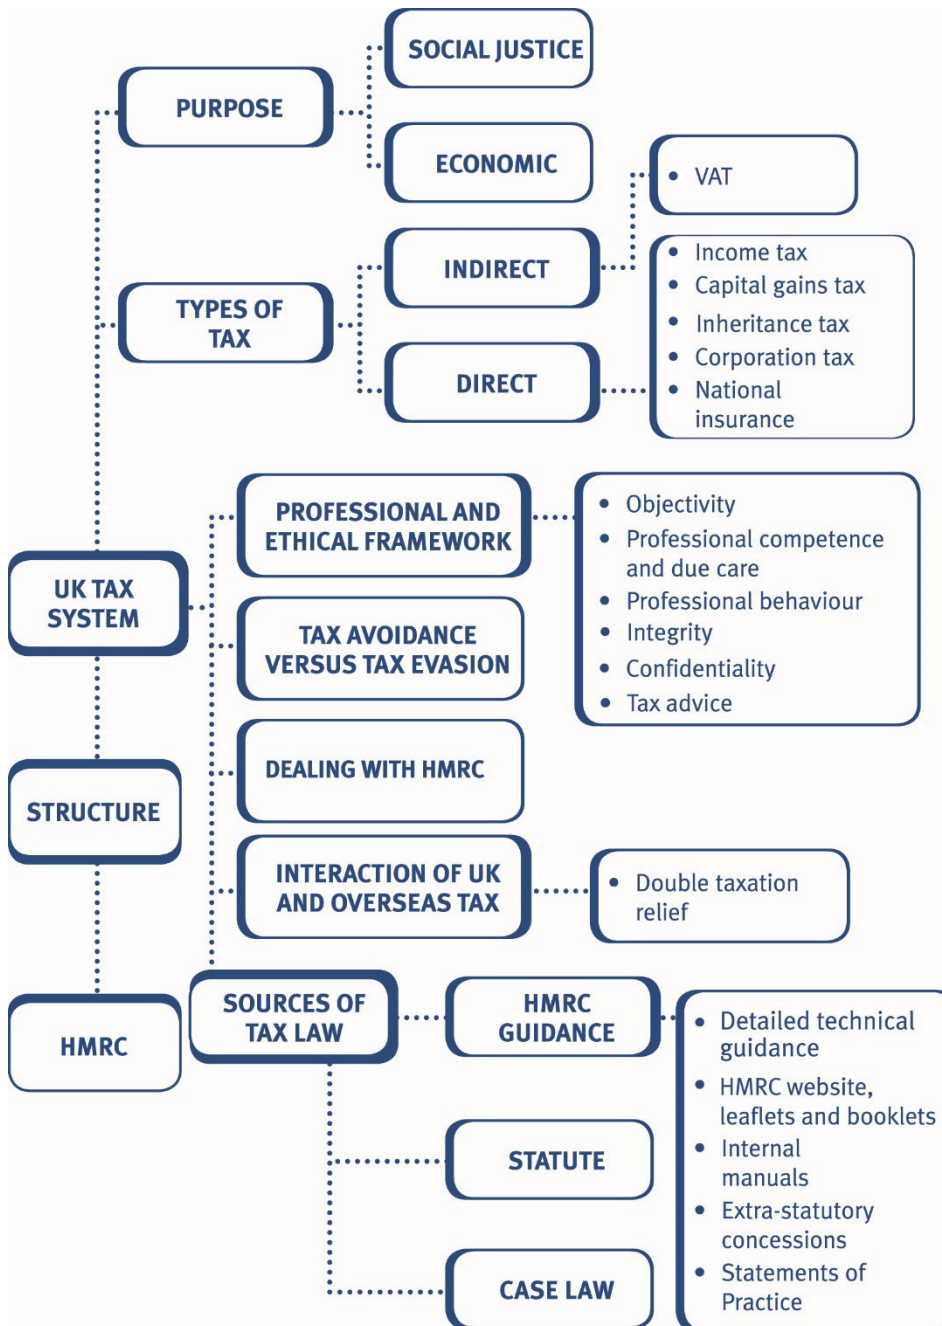 SOCIAL JUSTICE
PURPOSE
ECONOMIC
• VAT
INDIRECT
TYPES OF
TAX
DIRECT
• Income tax
• Capital gains tax
• Inheritance tax
• Corporation tax
• National
insurance
UK TAX
SYSTEM
PROFESSIONAL AND
ETHICAL FRAMEWORK
• Objectivity
• Professional competence
and due care
• Professional behaviour
• Integrity
• Confidentiality
• Tax advice
TAX AVOIDANCE
VERSUS TAX EVASION
DEALING WITH HMRC
STRUCTURE
INTERACTION OF UK
AND OVERSEAS TAX
• Double taxation
relief
HMRC
SOURCES OF
TAX LAW
HMRC
GUIDANCE
• Detailed technical
guidance
• HMRC website,
leaflets and booklets
• Internal
manuals
• Extra-statutory
concessions
• Statements of
Practice
STATUTE
CASE LAW